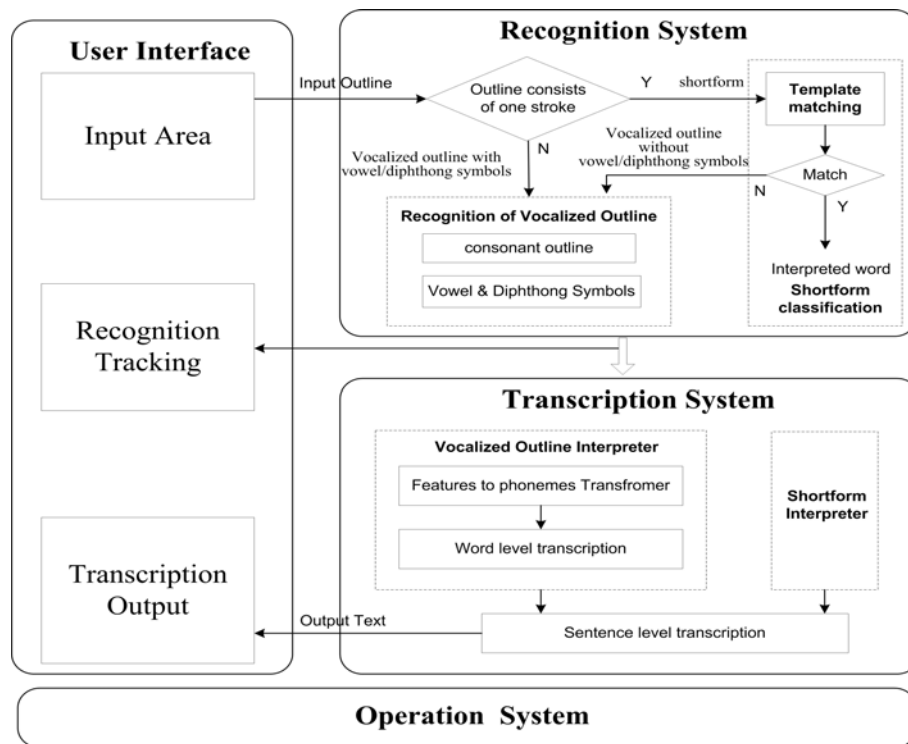 User Interface
Input Area
Recognition
Tracking
Transcription
Output
Input Outline
Output Text
Recognition System
Outline consists
of one stroke
Y
shortform
Template
matching
N
Vocalized outline with
vowel/diphthong symbols
Vocalized outline
without
vowel/diphthong symbols
Match
N
Y
Recognition of Vocalized Outline
consonant outline
Vowel & Diphthong Symbols
Interpreted word
Shortform
classification
Transcription System
Vocalized Outline Interpreter
Features to phonemes Transfromer
Word level transcription
Shortform
Interpreter
Sentence level transcription
Operation System